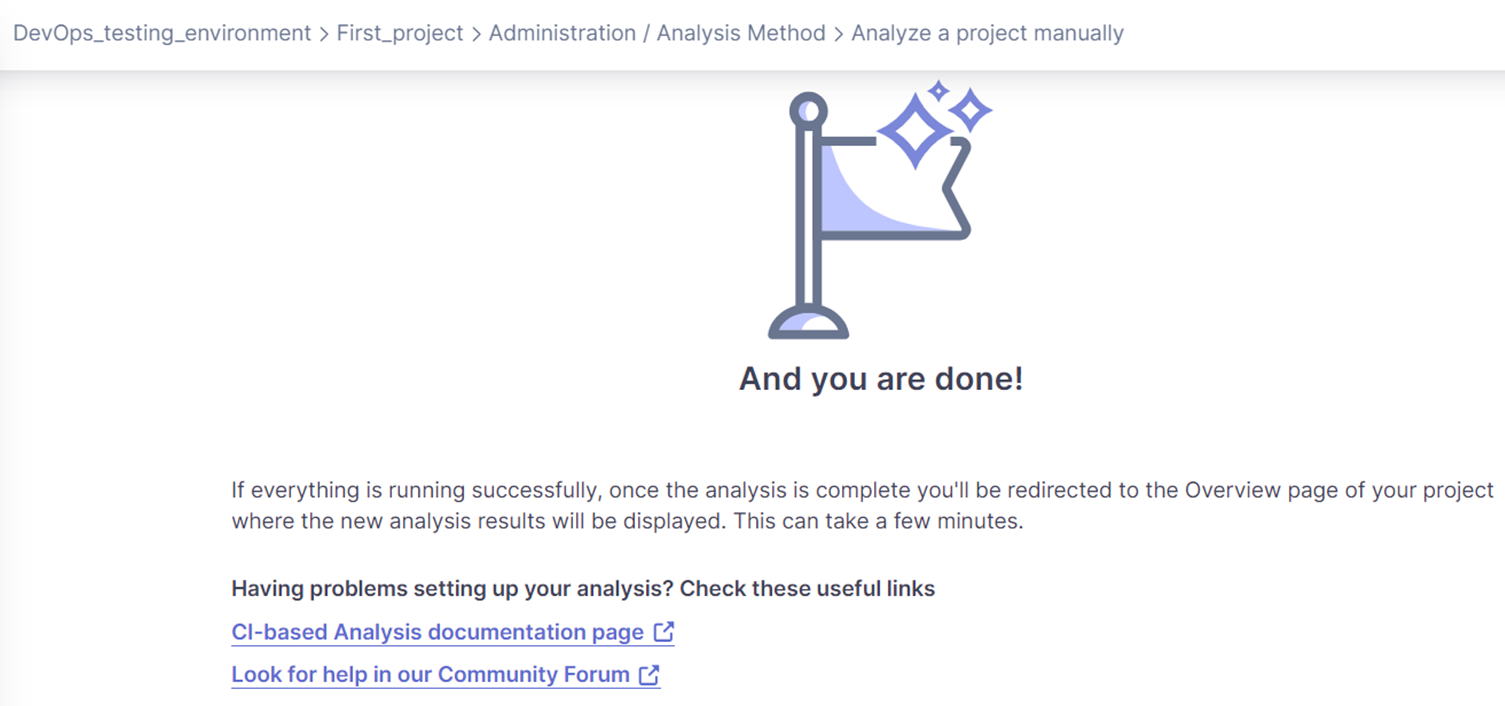 DevOps_testing_environment > First_project > Administration / Analysis Method > Analyze a project manually
And you are done!
If everything is running successfully, once the analysis is complete you'll be redirected to the Overview page of your project
where the new analysis results will be displayed. This can take a few minutes.
Having problems setting up your analysis? Check these useful links
CI-based Analysis documentation page
Look for help in our Community Forum